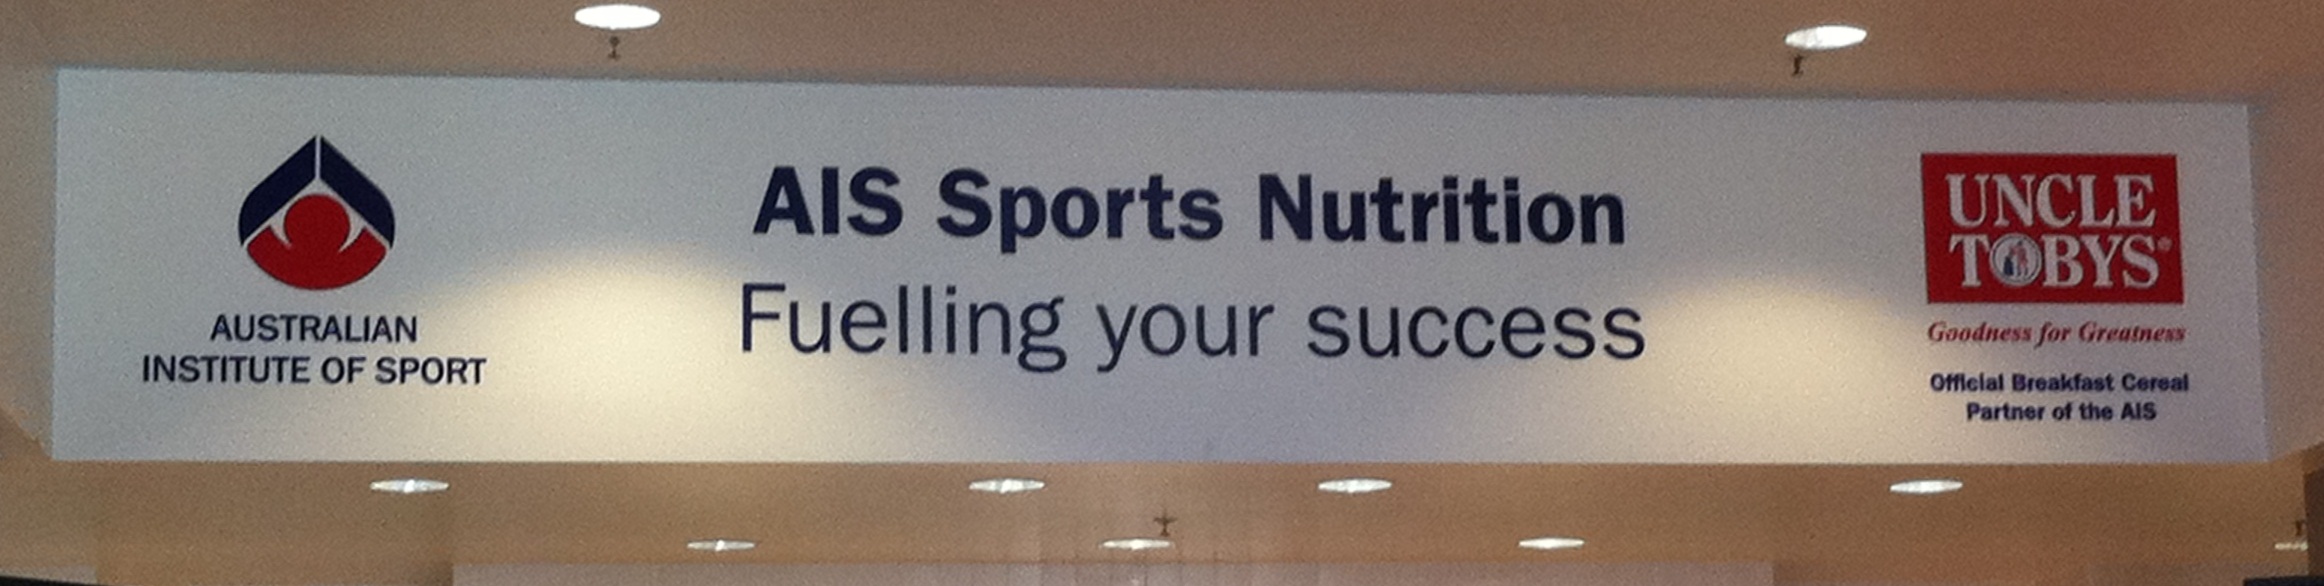 AUSTRALIAN
INSTITUTE OF SPORT
AIS Sports Nutrition
Fuelling your success
UNCLE
TOBYS®
Goodness for Greatness
Official Breakfast Cereal
Partner of the AIS